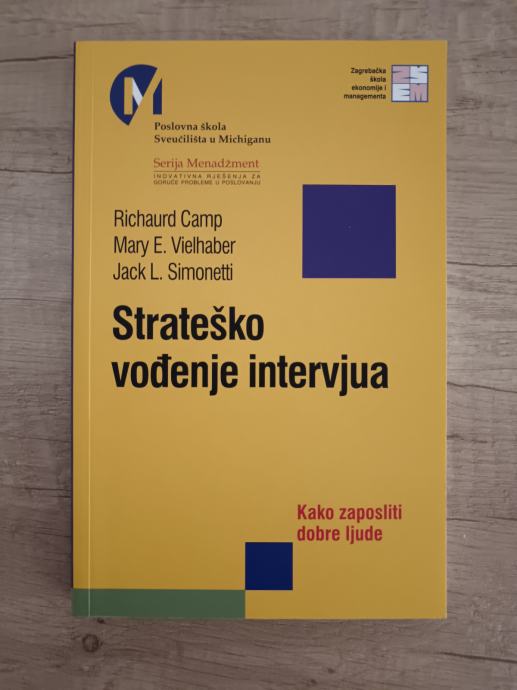 Poslovna škola
Sveučilišta u Michiganu
Serija Menadžment
INOVATIVNA RJEŠENJA ZA
GORUĆE PROBLEME U POSLOVANJU
Zagrebačka
škola
ekonomije i
managementa
ZŠEM
Richaurd Camp
Mary E. Vielhaber
Jack L. Simonetti
Strateško
vođenje intervjua
Kako zaposliti
dobre ljude